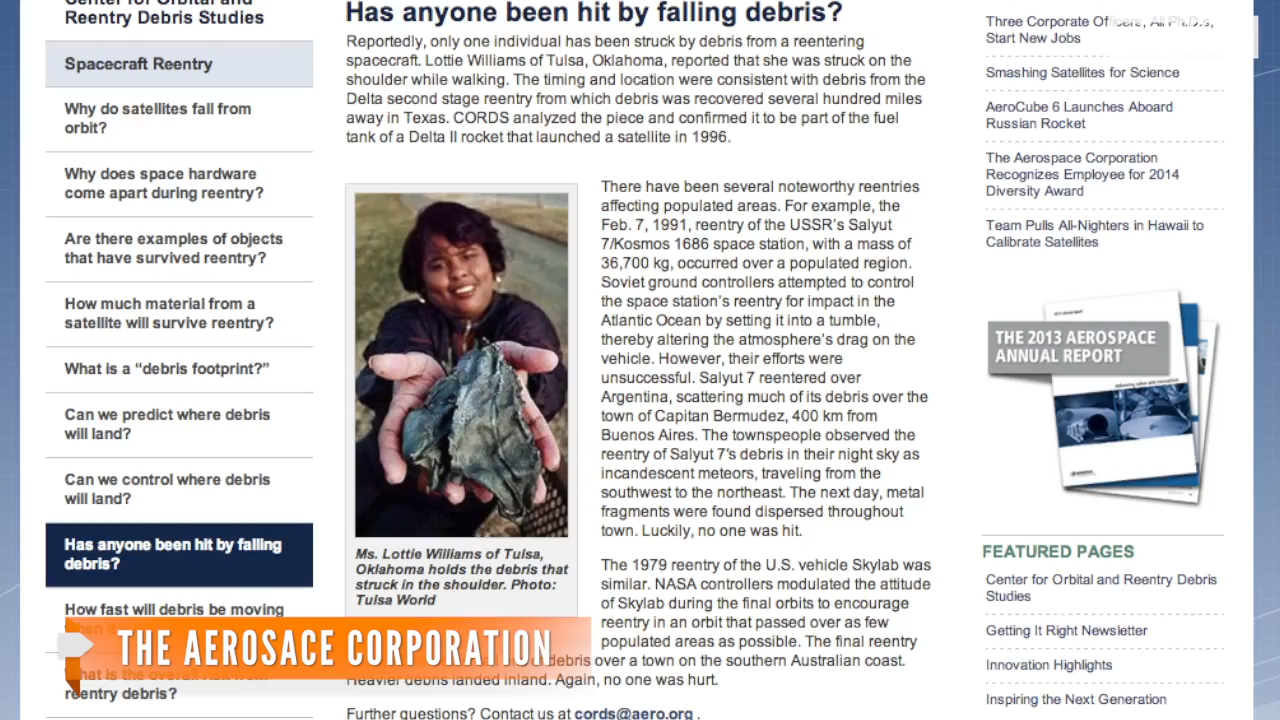 Center for Orbital and
Reentry Debris Studies
Spacecraft Reentry
Why do satellites fall from
orbit?
Why does space hardware
come apart during reentry?
Are there examples of objects
that have survived reentry?
How much material from a
satellite will survive reentry?
What is a “debris footprint?”
Can we predict where debris
will land?
Can we control where debris
will land?
Has anyone been hit by falling
debris?
How fast will debris be moving
reentry debris?
Has anyone been hit by falling debris?
Reportedly, only one individual has been struck by debris from a reentering
spacecraft. Lottie Williams of Tulsa, Oklahoma, reported that she was struck on the
shoulder while walking. The timing and location were consistent with debris from the
Delta second stage reentry from which debris was recovered several hundred miles
away in Texas. CORDS analyzed the piece and confirmed it to be part of the fuel
tank of a Delta II rocket that launched a satellite in 1996.
Ms. Lottie Williams of Tulsa,
Oklahoma holds the debris that
struck in the shoulder. Photo:
Tulsa World
There have been several noteworthy reentries
affecting populated areas. For example, the
Feb. 7, 1991, reentry of the USSR’s Salyut
7/Kosmos 1686 space station, with a mass of
36,700 kg, occurred over a populated region.
Soviet ground controllers attempted to control
the space station’s reentry for impact in the
Atlantic Ocean by setting it into a tumble,
thereby altering the atmosphere’s drag on the
vehicle. However, their efforts were
unsuccessful. Salyut 7 reentered over
Argentina, scattering much of its debris over the
town of Capitan Bermudez, 400 km from
Buenos Aires. The townspeople observed the
reentry of Salyut 7’s debris in their night sky as
incandescent meteors, traveling from the
southwest to the northeast. The next day, metal
fragments were found dispersed throughout
town. Luckily, no one was hit.
The 1979 reentry of the U.S. vehicle Skylab was
similar. NASA controllers modulated the attitude
of Skylab during the final orbits to encourage
reentry in an orbit that passed over as few
populated areas as possible. The final reentry
debris over a town on the southern Australian coast.
Heavier debris landed inland. Again, no one was hurt.
Further questions? Contact us at cords@aero.org .
Three Corporate Officers, All Ph.D.s,
Start New Jobs
Smashing Satellites for Science
AeroCube 6 Launches Aboard
Russian Rocket
The Aerospace Corporation
Recognizes Employee for 2014
Diversity Award
Team Pulls All-Nighters in Hawaii to
Calibrate Satellites
THE 2013 AEROSPACE
ANNUAL REPORT
FEATURED PAGES
Center for Orbital and Reentry Debris
Studies
Getting It Right Newsletter
Innovation Highlights
Inspiring the Next Generation
THE AEROSACE CORPORATION